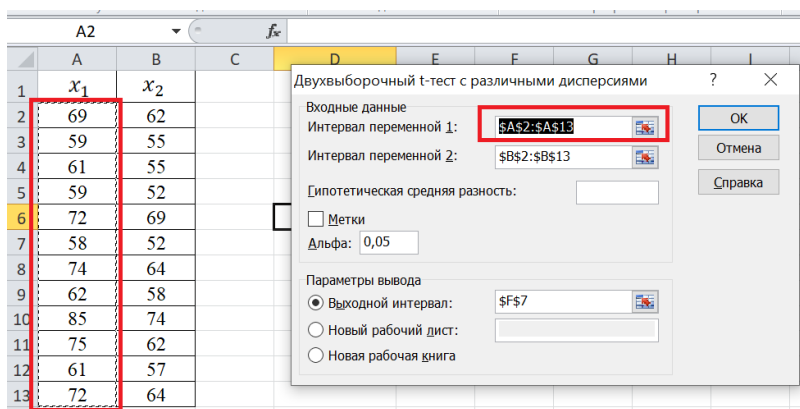 A2 fx
A B C D E F G H I
Двухвыборочный t-тест с различными дисперсиями ? ×
1 x1 x2
2 69 62
3 59 55
4 61 55
5 59 52
6 72 69
7 58 52
8 74 64
9 62 58
10 85 74
11 75 62
12 61 57
13 72 64
Входные данные
Интервал переменной 1: $A$2:$A$13
Интервал переменной 2: $B$2:$B$13
Гипотетическая средняя разность:
Метки
Альфа: 0,05
Параметры вывода
Выходной интервал: $F$7
Новый рабочий лист:
Новая рабочая книга
OK
Отмена
Справка